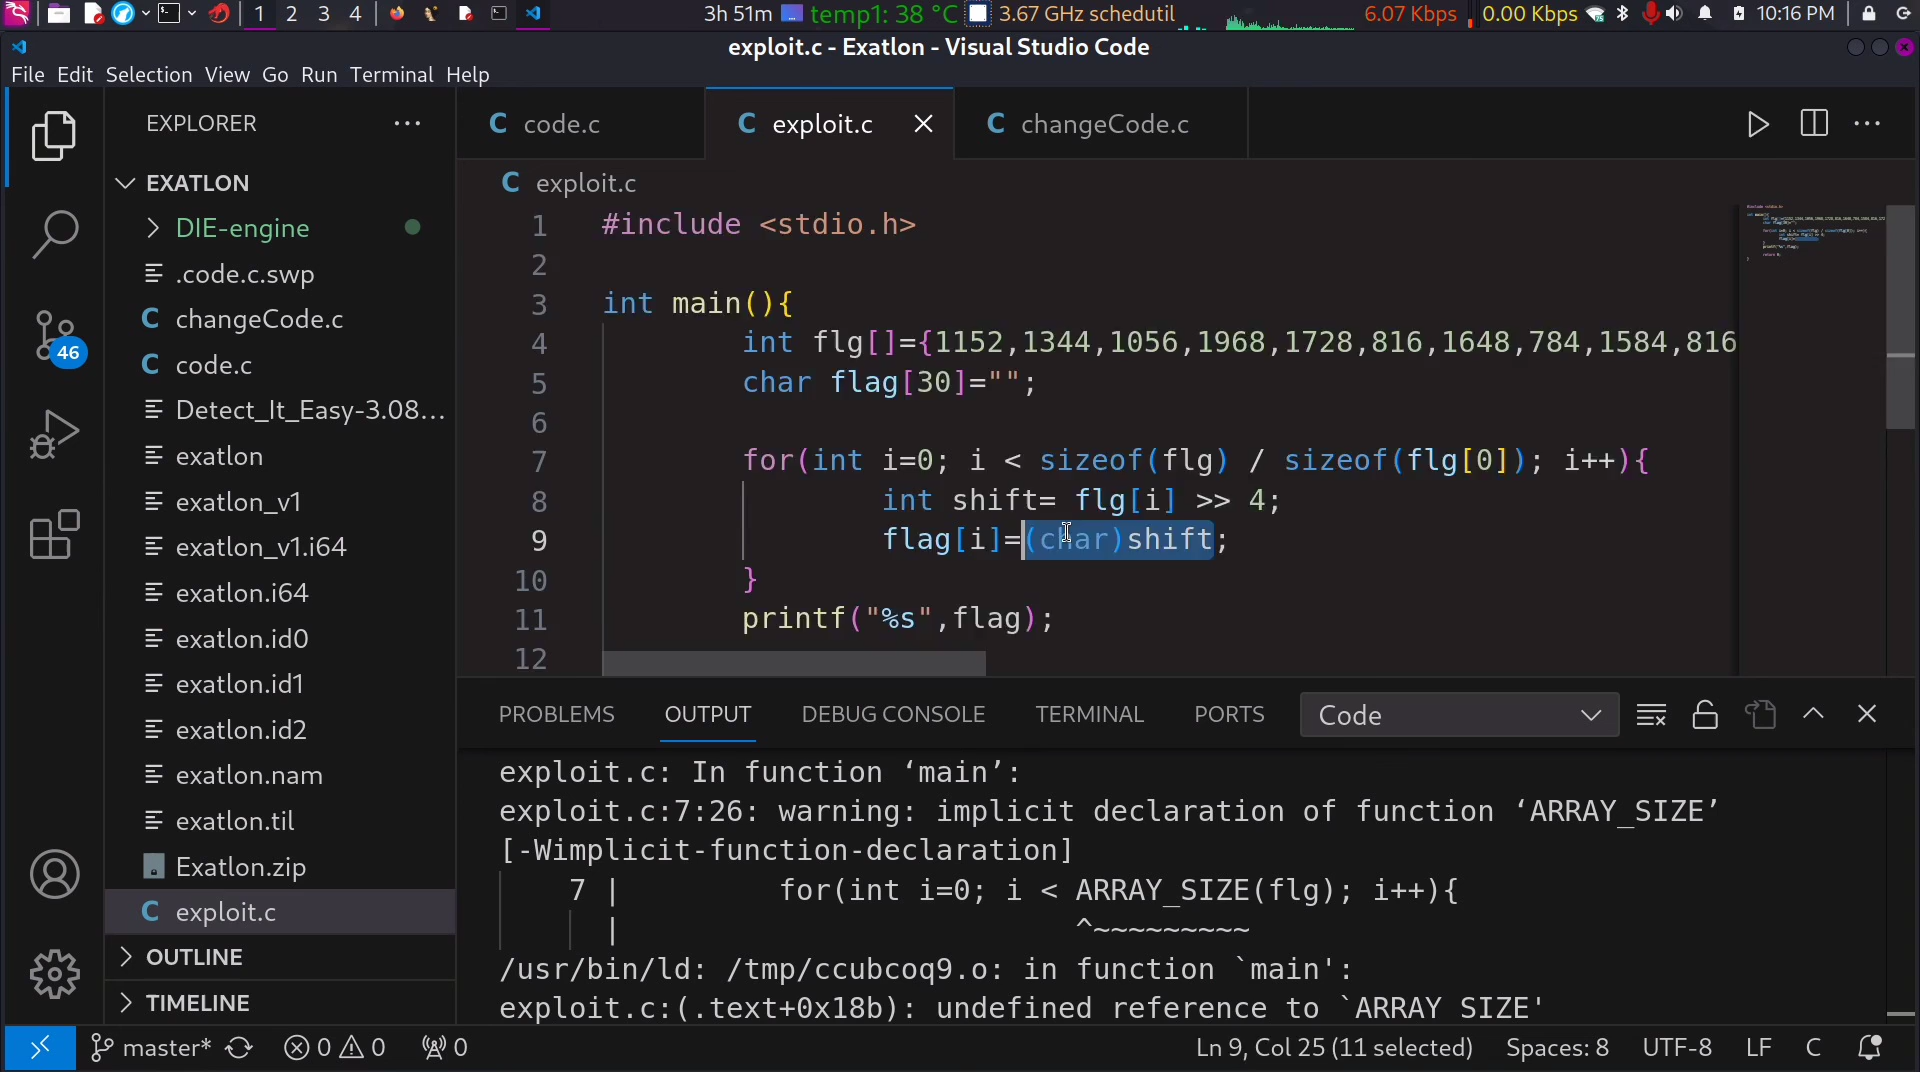 1 2 3 4 3h 51m temp1: 38 °C 3.67 GHz schedutil 6.07 Kbps 0.00 Kbps 10:16 PM
exploit.c - Exatlon - Visual Studio Code
File Edit Selection View Go Run Terminal Help
EXPLORER
EXATLON
DIE-engine
.code.c.swp
C changeCode.c
C code.c
Detect_It_Easy-3.08...
exatlon
exatlon_v1
exatlon_v1.i64
exatlon.i64
exatlon.id0
exatlon.id1
exatlon.id2
exatlon.nam
exatlon.til
Exatlon.zip
C exploit.c
OUTLINE
TIMELINE
46
C code.c C exploit.c C changeCode.c
C exploit.c
1 #include <stdio.h>
2
3 int main(){
4 int flg[]={1152,1344,1056,1968,1728,816,1648,784,1584,816
5 char flag[30]="";
6
7 for(int i=0; i < sizeof(flg) / sizeof(flg[0]); i++){
8 int shift= flg[i] >> 4;
9 flag[i]=(char)shift;
10 }
11 printf("%s",flag);
12
PROBLEMS OUTPUT DEBUG CONSOLE TERMINAL PORTS Code
exploit.c: In function ‘main’:
exploit.c:7:26: warning: implicit declaration of function ‘ARRAY_SIZE’
[-Wimplicit-function-declaration]
7 | for(int i=0; i < ARRAY_SIZE(flg); i++){
| ^~~~~~~~~~
/usr/bin/ld: /tmp/ccubcoq9.o: in function `main':
exploit.c:(.text+0x18b): undefined reference to `ARRAY_SIZE'
master* 0 0 0 Ln 9, Col 25 (11 selected) Spaces: 8 UTF-8 LF C